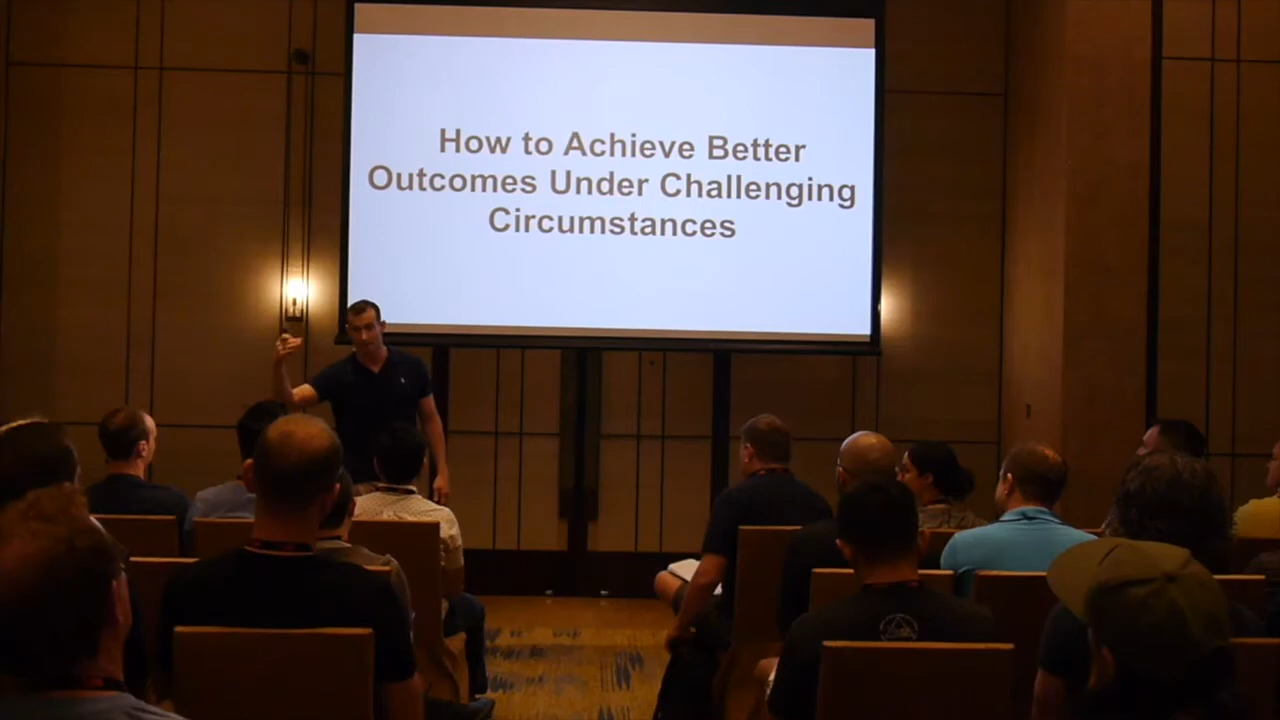 How to Achieve Better
Outcomes Under Challenging
Circumstances